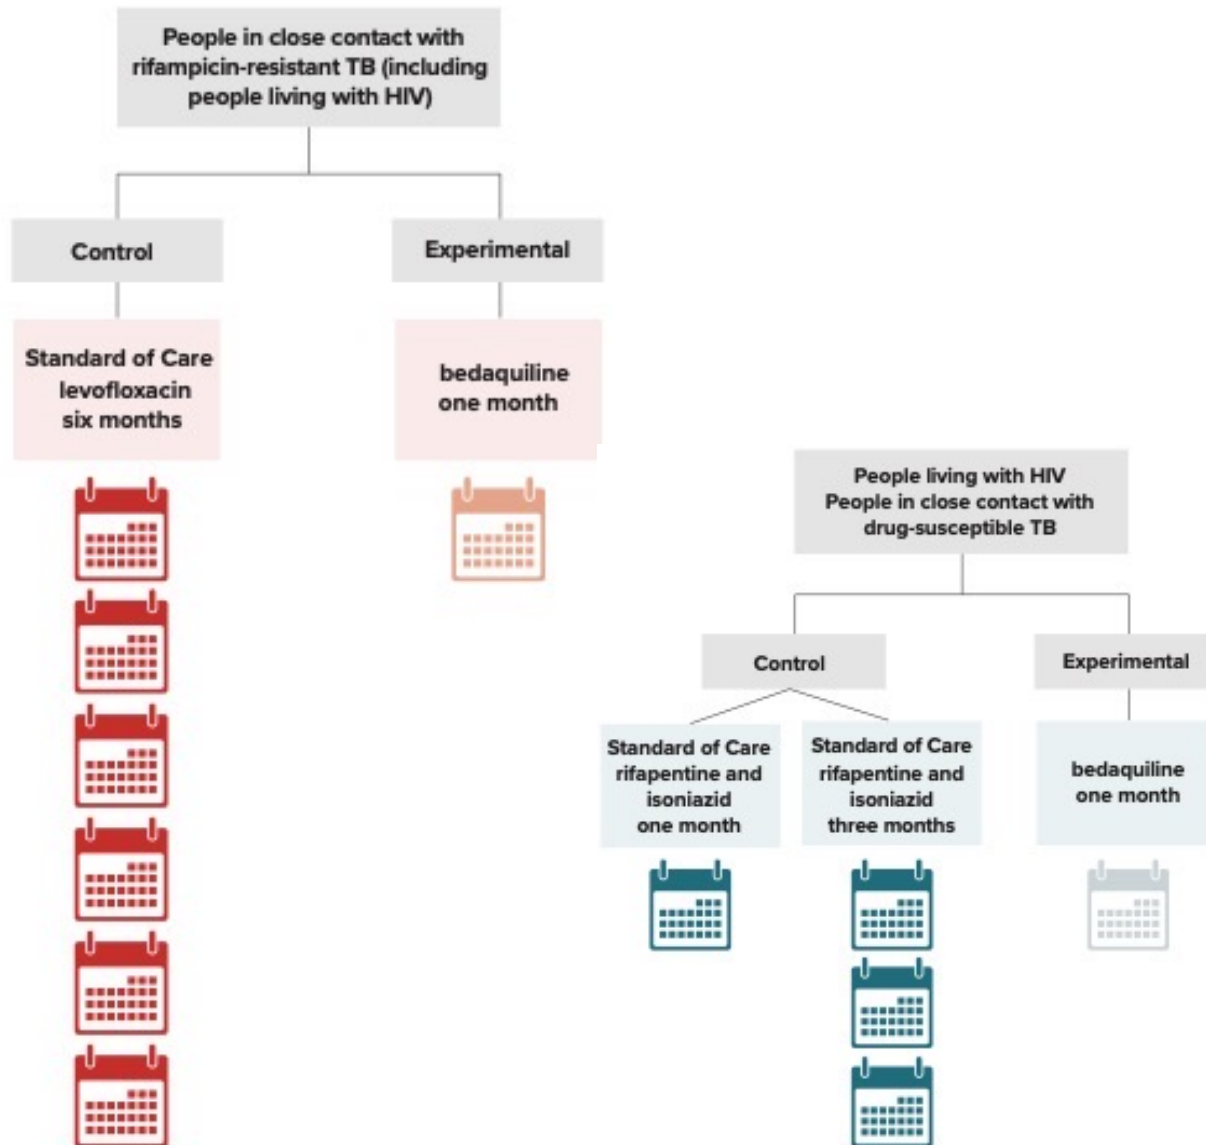 People in close contact with
rifampicin-resistant TB (including
people living with HIV)
Control
Experimental
Standard of Care
levofloxacin
six months
bedaquiline
one month
People living with HIV
People in close contact with
drug-susceptible TB
Control
Experimental
Standard of Care
rifapentine and
isoniazid
one month
Standard of Care
rifapentine and
isoniazid
three months
bedaquiline
one month